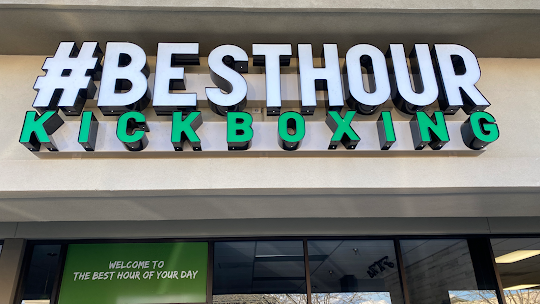 #BESTHOUR
KICKBOXING
WELCOME TO
THE BEST HOUR OF YOUR DAY